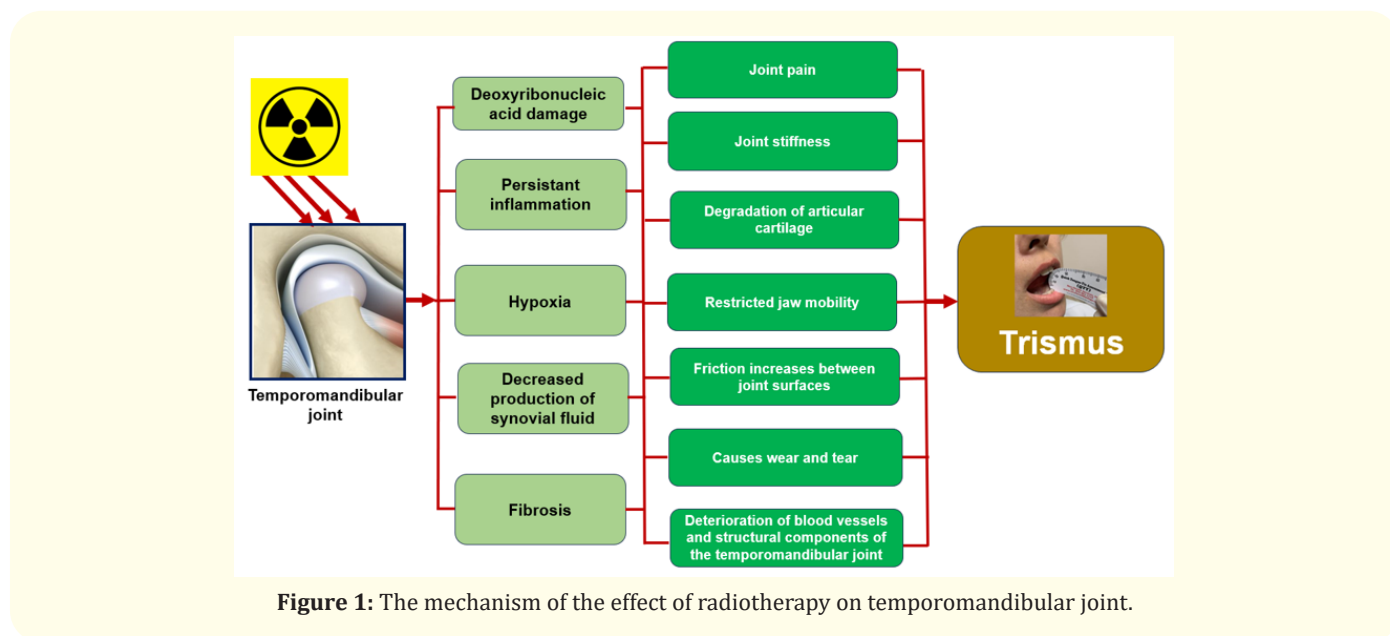 Deoxyribonucleic
acid damage
Persistant
inflammation
Hypoxia
Decreased
production of
synovial fluid
Fibrosis
Temporomandibular
joint
Joint pain
Joint stiffness
Degradation of articular
cartilage
Restricted jaw mobility
Friction increases between
joint surfaces
Causes wear and tear
Deterioration of blood vessels
and structural components of
the temporomandibular joint
Trismus
Figure 1: The mechanism of the effect of radiotherapy on temporomandibular joint.